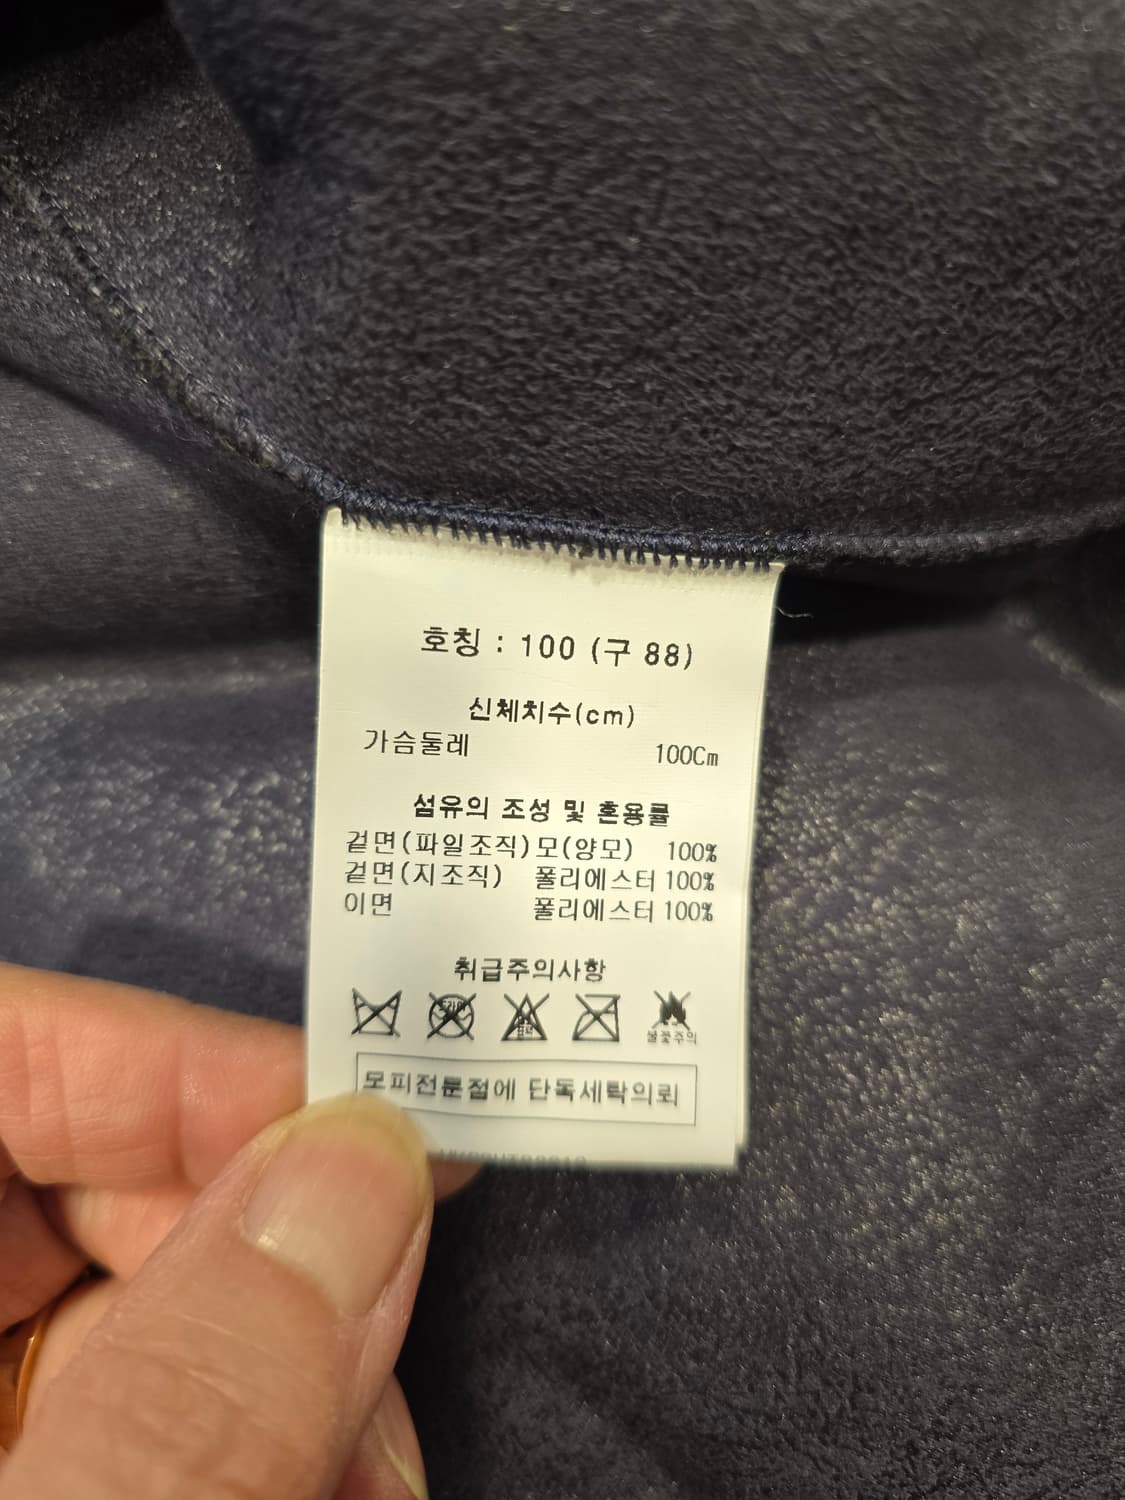 호칭 : 100 (구 88)
신체치수(cm)
가슴둘레 100Cm
섬유의 조성 및 혼용률
겉면(파일조직)모(양모) 100%
겉면(지조직) 폴리에스터 100%
이면 폴리에스터 100%
취급주의사항
불꽃주의
모피전문점에 단독세탁의뢰